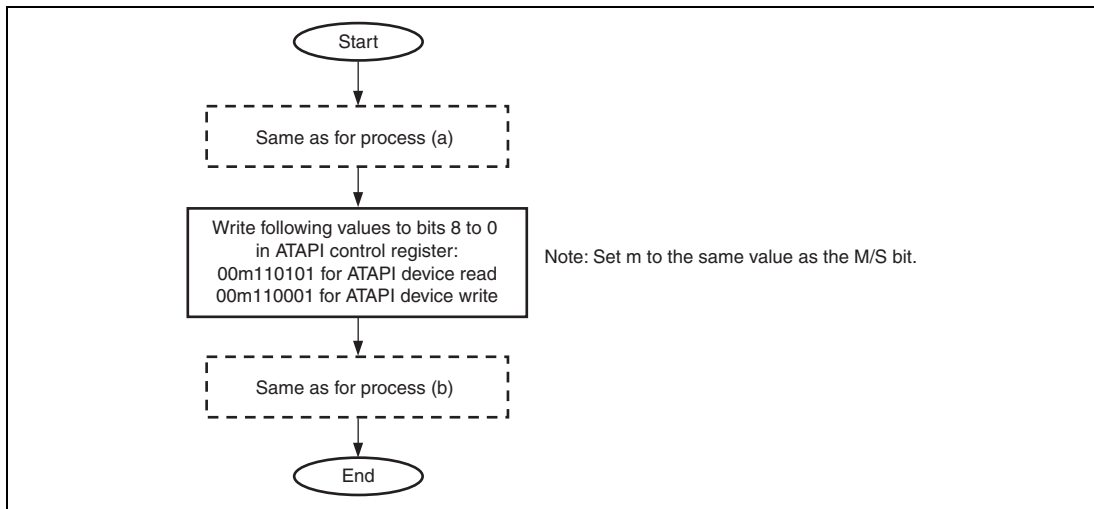 Start
Same as for process (a)
Write following values to bits 8 to 0
in ATAPI control register:
00m110101 for ATAPI device read
00m110001 for ATAPI device write
Note: Set m to the same value as the M/S bit.
Same as for process (b)
End